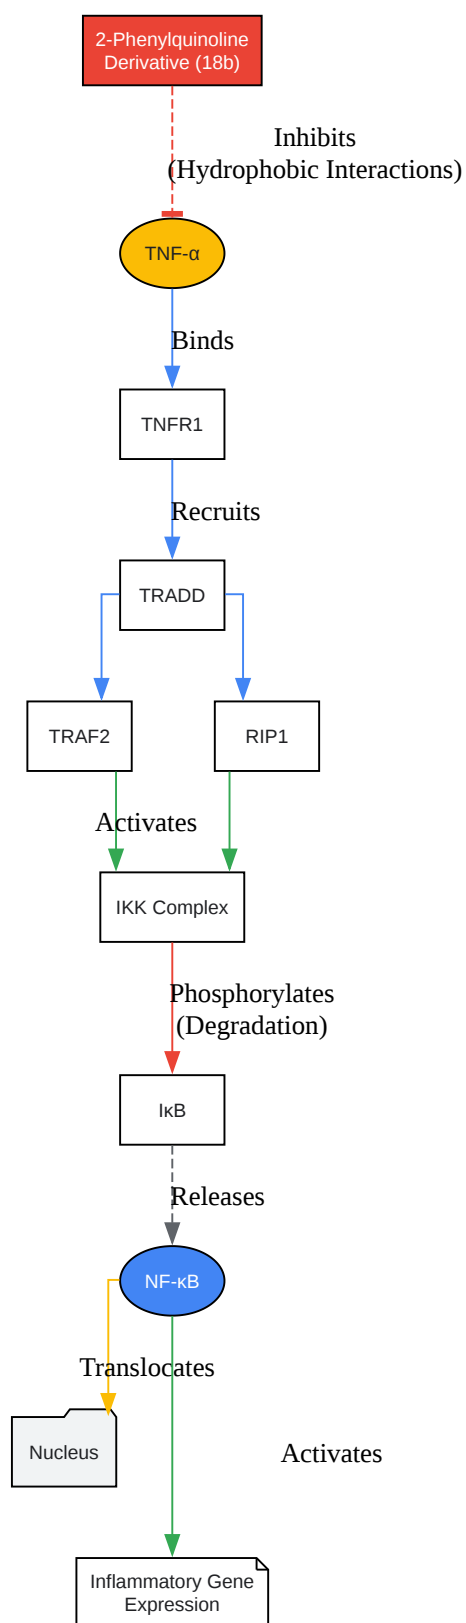 2-Phenylquinoline
Derivative (18b)
Inhibits
(Hydrophobic Interactions)
TNF-α
Binds
TNFR1
Recruits
TRADD
TRAF2
RIP1
Activates
IKK Complex
Phosphorylates
(Degradation)
IκB
Releases
NF-κB
Translocates
Nucleus
Activates
Inflammatory Gene
Expression